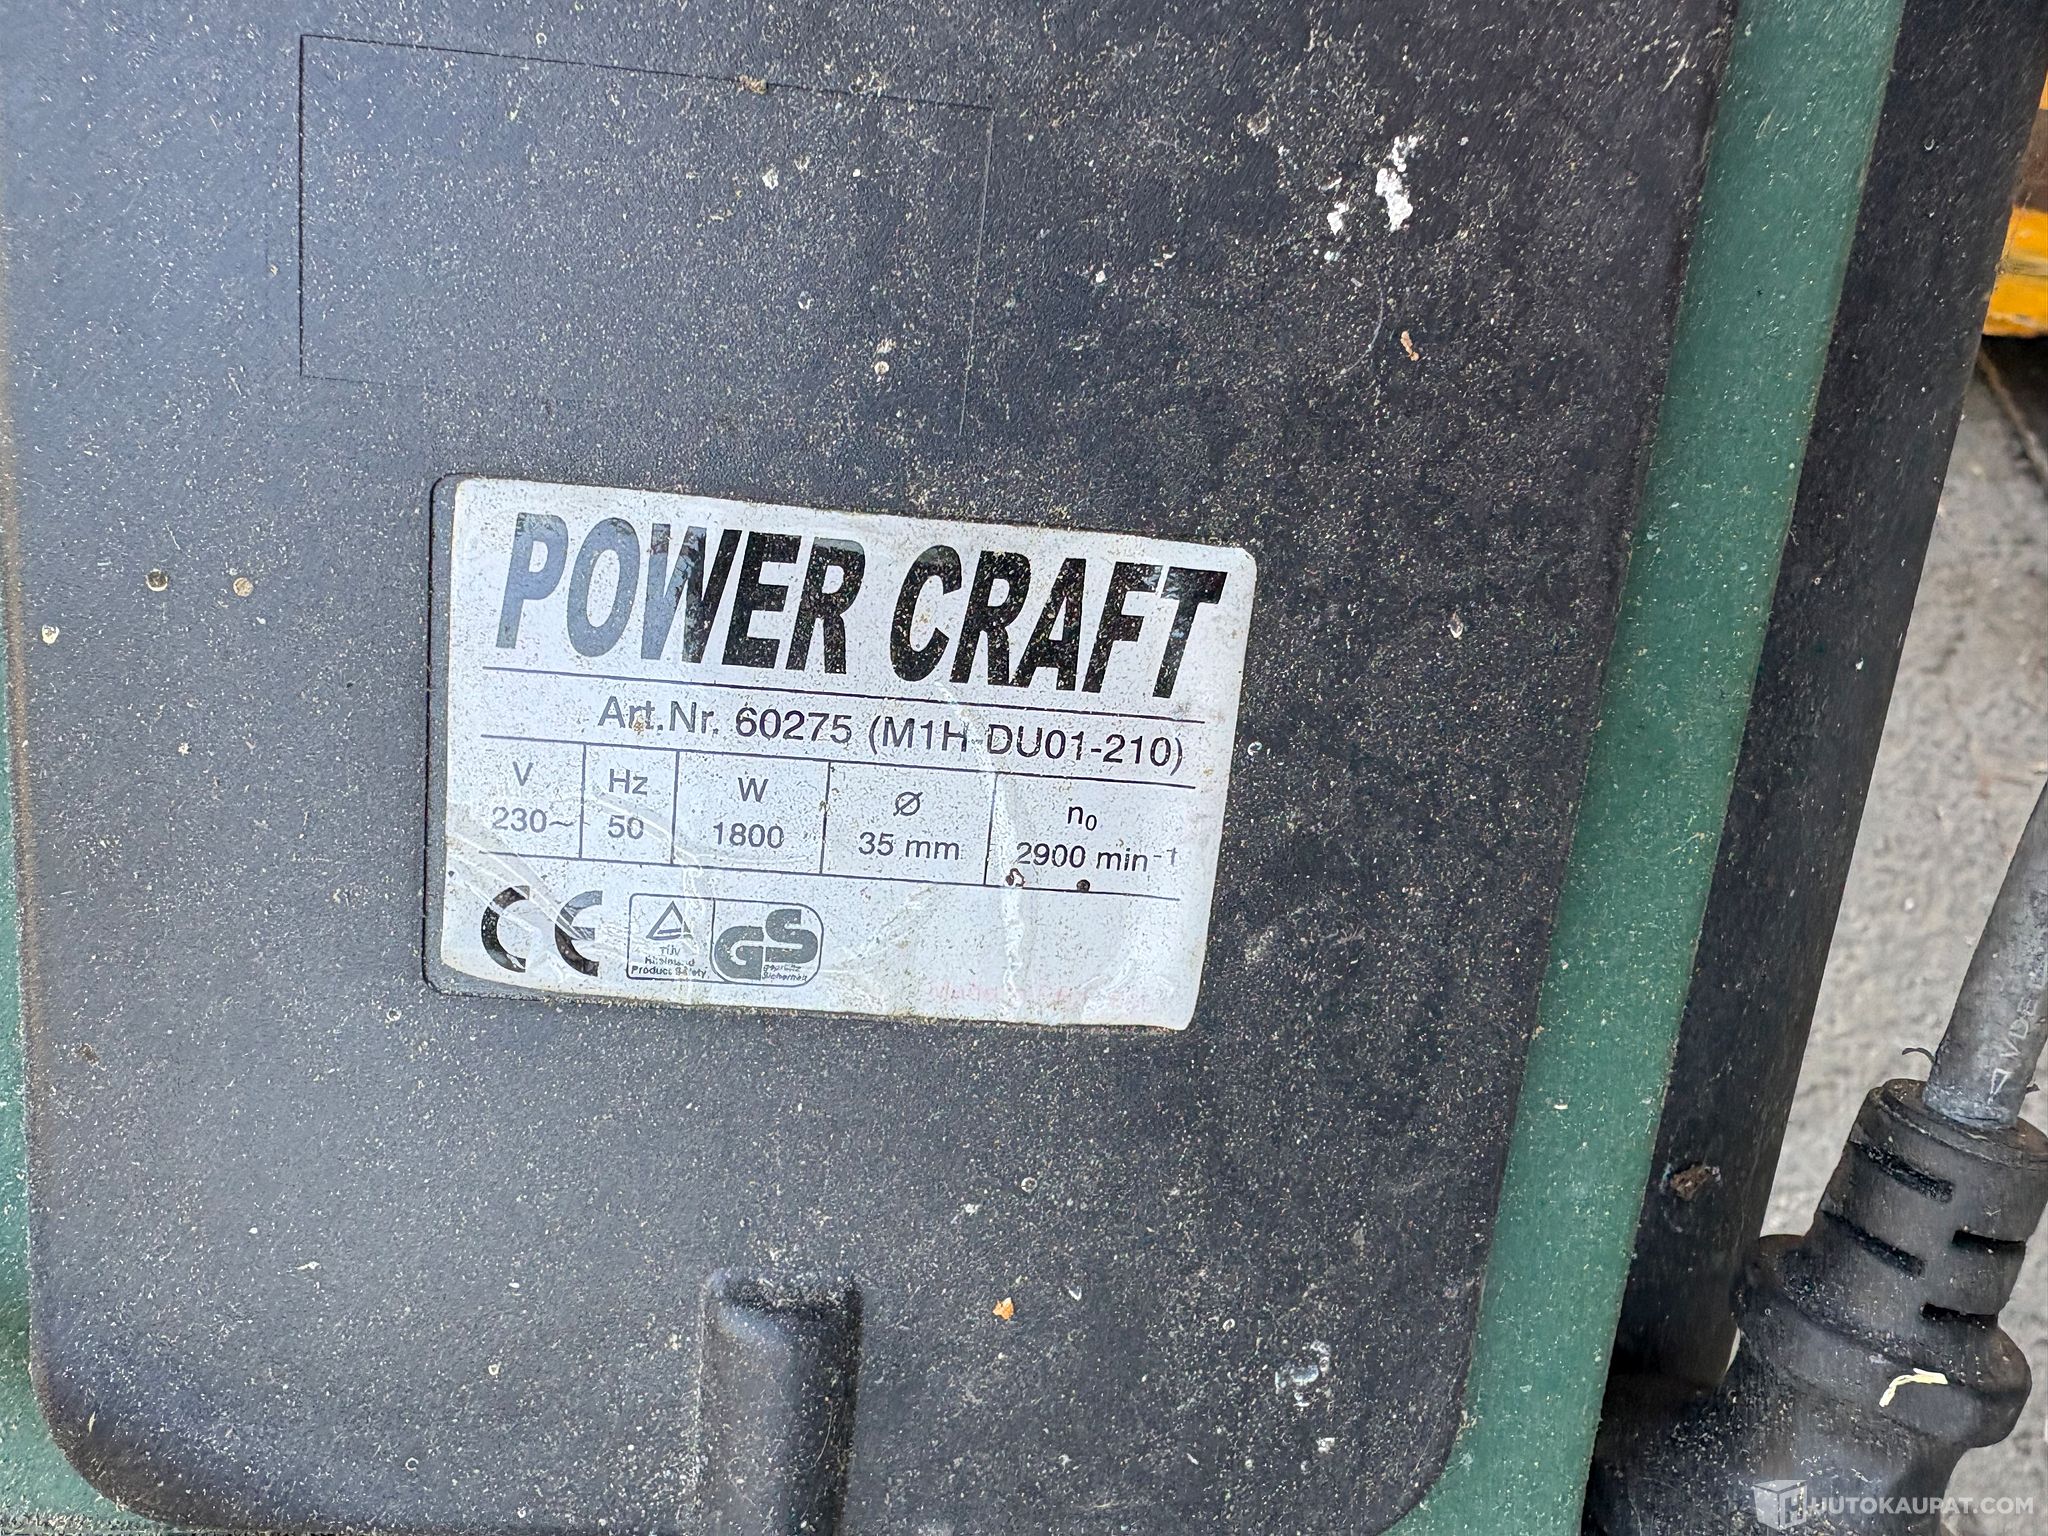 POWER CRAFT
Art.Nr. 60275 (M1H DU01-210)
V Hz W Ø n₀
230~ 50 1800 35 mm 2900 min⁻¹
CE
TÜV
Rheinland
Product Safety
GS
geprüfte
Sicherheit
VDE
HUUTOKAUPAT.COM